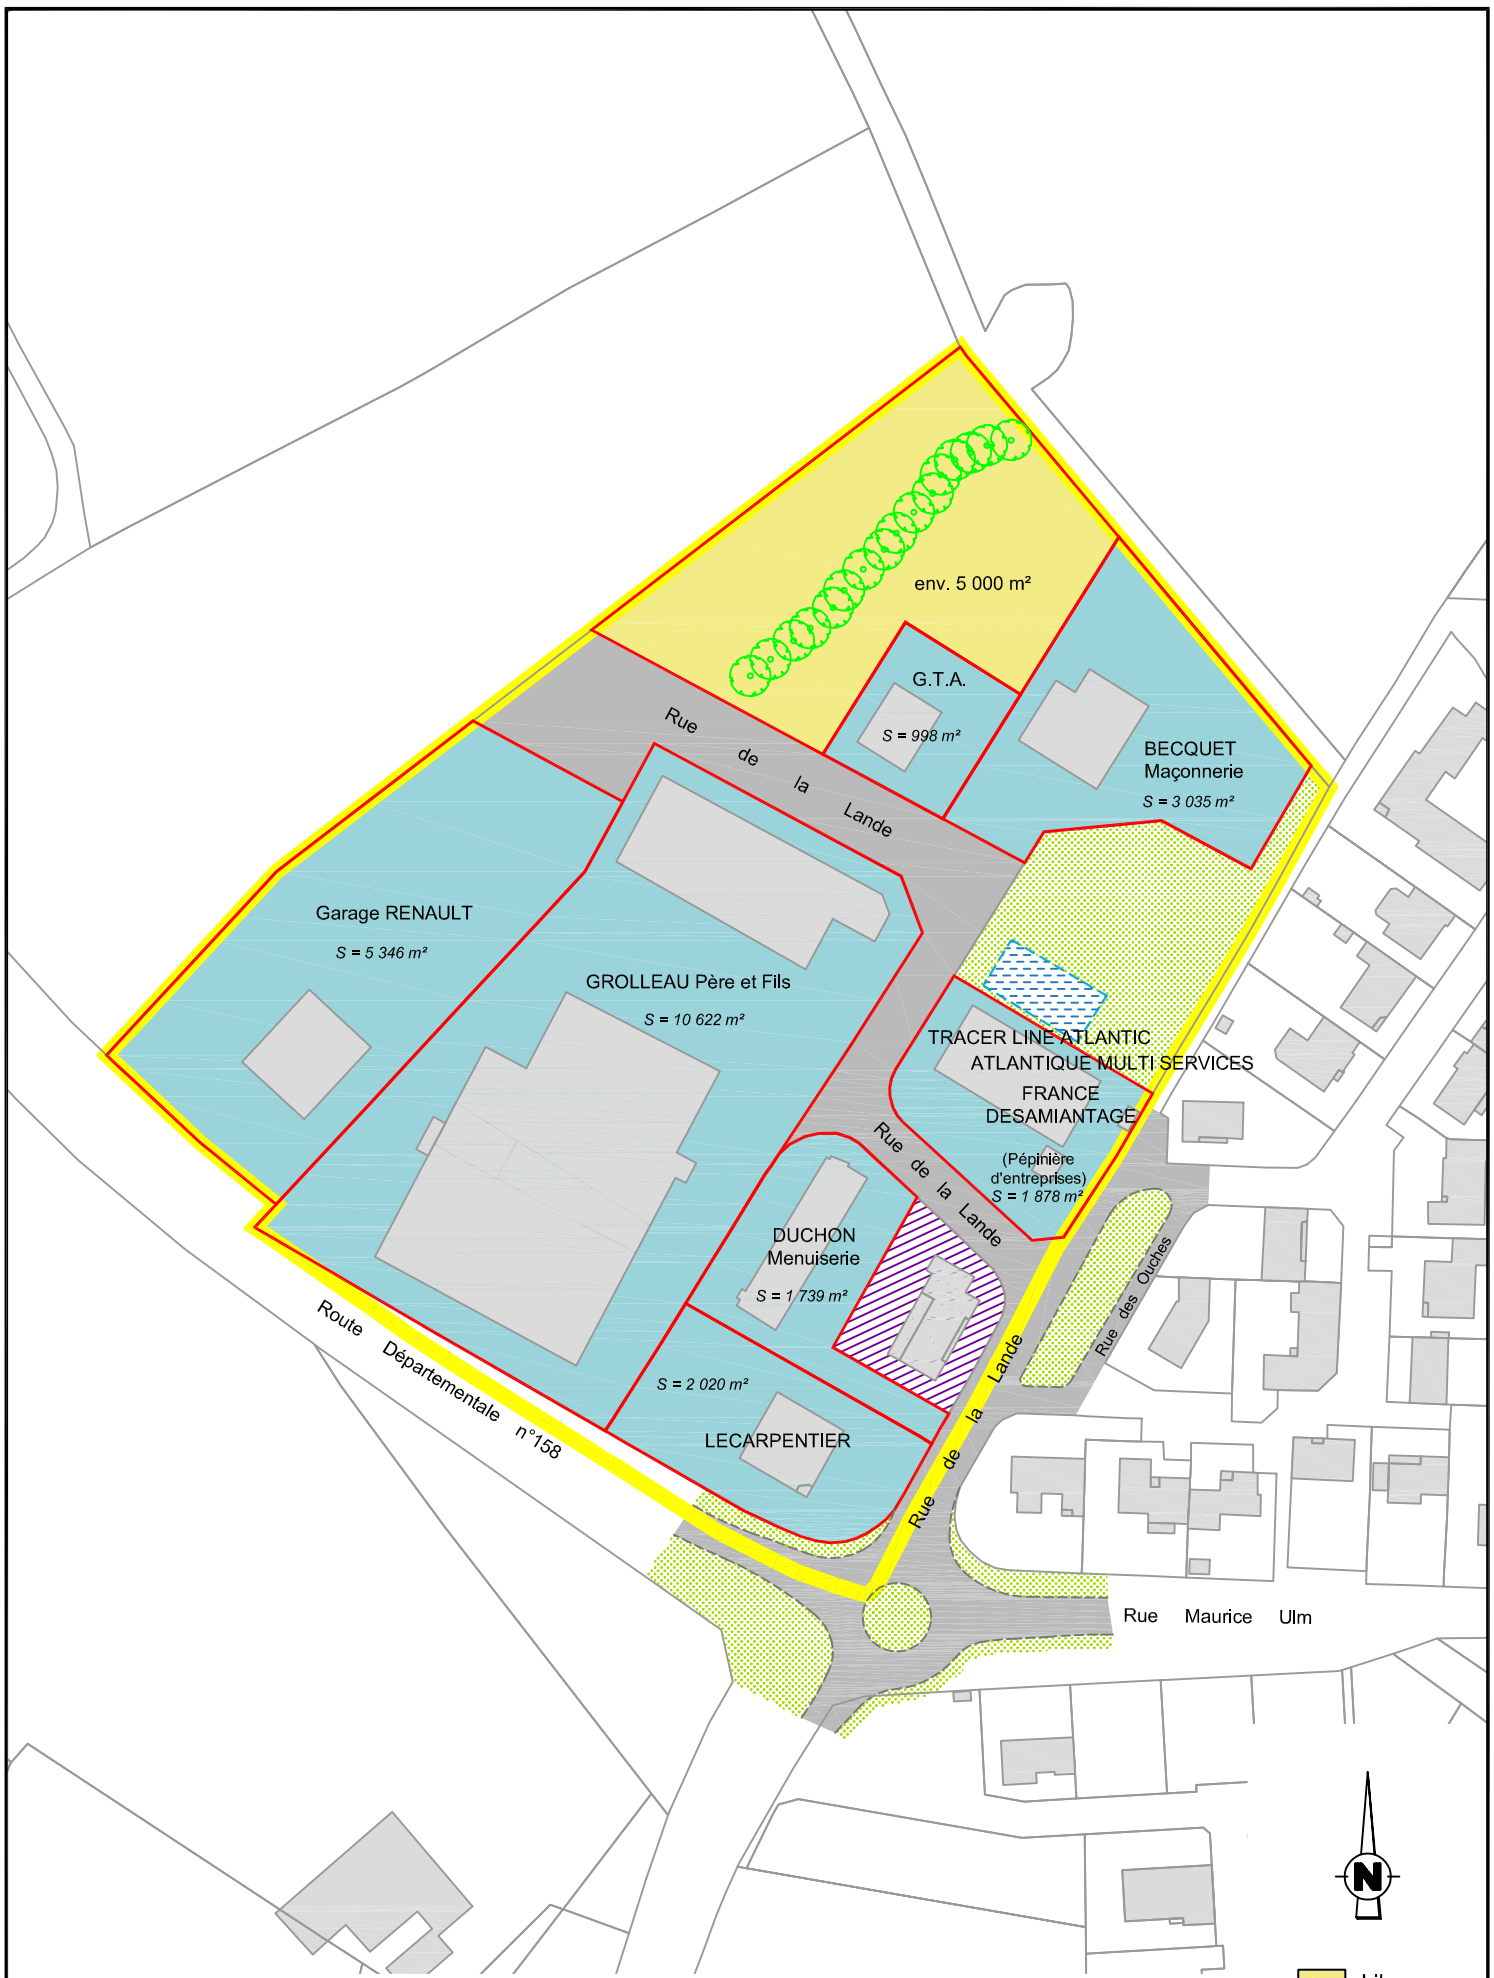 env. 5 000 m²
G.T.A.
S = 998 m²
BECQUET
Maçonnerie
S = 3 035 m²
Rue de la Lande
Garage RENAULT
S = 5 346 m²
GROLLEAU Père et Fils
S = 10 622 m²
TRACER LINE ATLANTIC
ATLANTIQUE MULTI SERVICES
FRANCE
DESAMIANTAGE
(Pépinière
d'entreprises)
S = 1 878 m²
Rue de la Lande
DUCHON
Menuiserie
S = 1 739 m²
Rue des Ouches
Route Départementale n°158
S = 2 020 m²
LECARPENTIER
Rue de la Lande
Rue Maurice Ulm
N